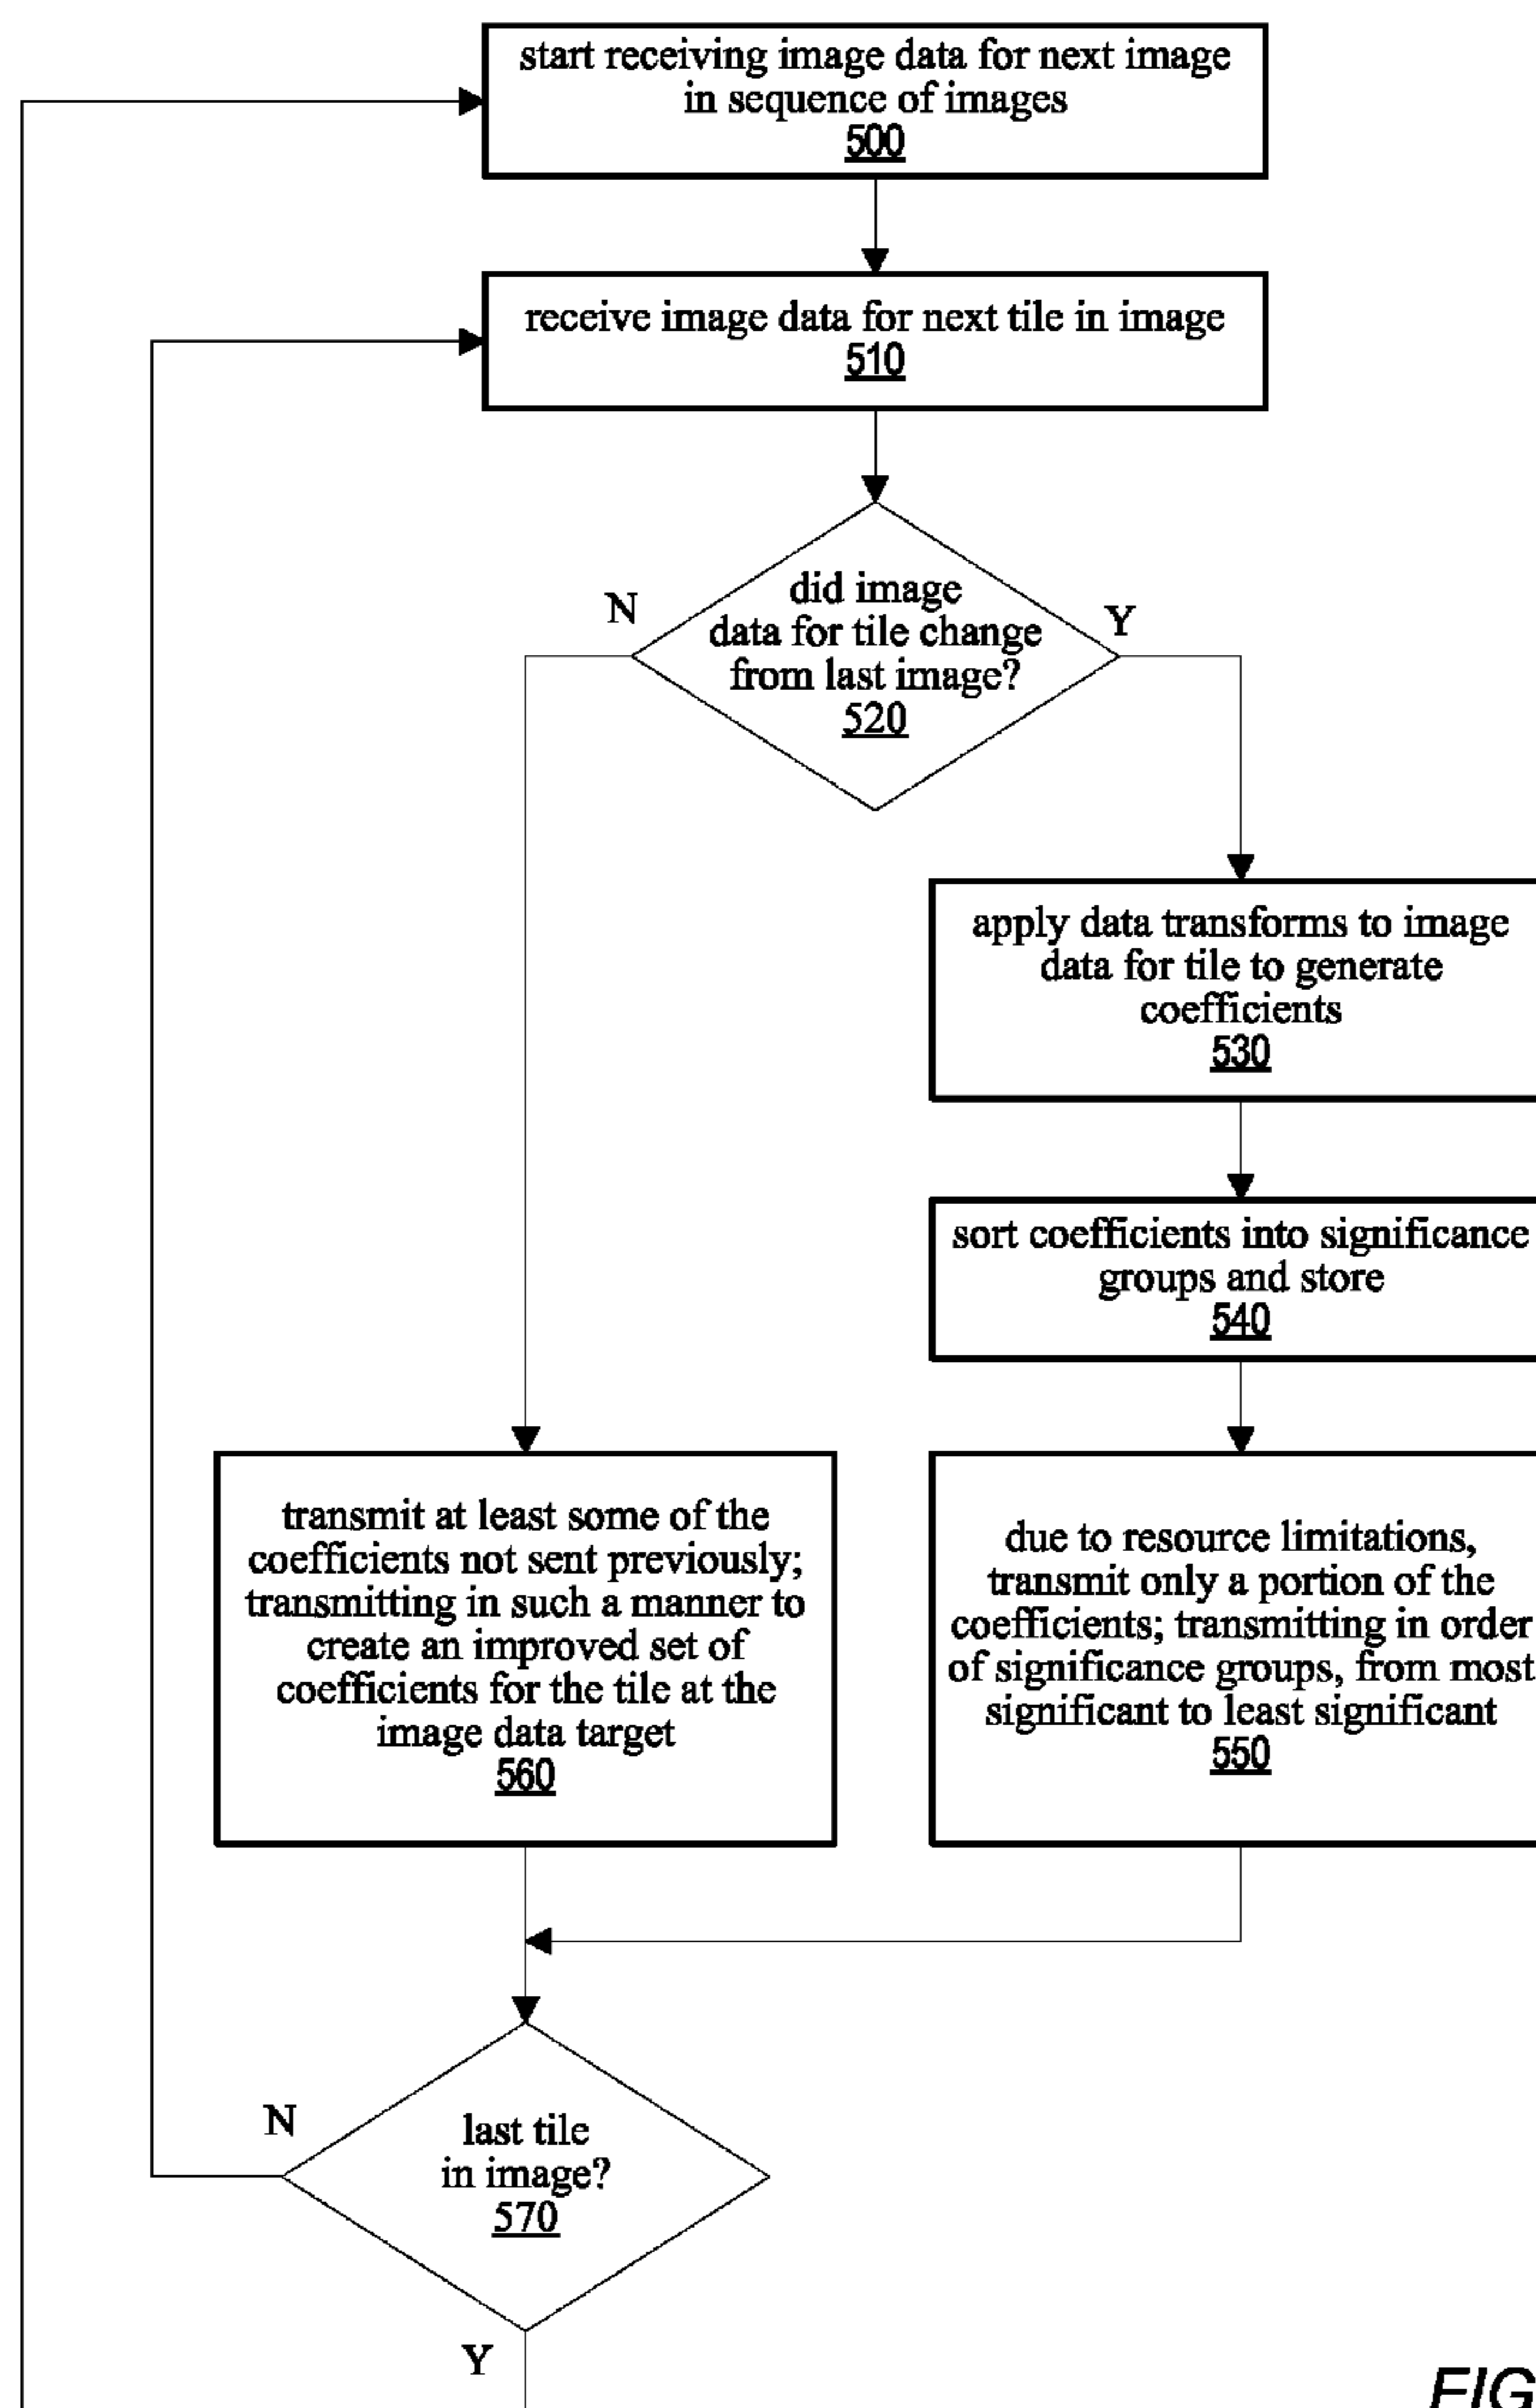 start receiving image data for next image
in sequence of images
500
receive image data for next tile in image
510
did image
data for tile change
from last image?
520
N
Y
apply data transforms to image
data for tile to generate
coefficients
530
sort coefficients into significance
groups and store
540
transmit at least some of the
coefficients not sent previously;
transmitting in such a manner to
create an improved set of
coefficients for the tile at the
image data target
560
due to resource limitations,
transmit only a portion of the
coefficients; transmitting in order
of significance groups, from most
significant to least significant
550
last tile
in image?
570
N
Y
FIG